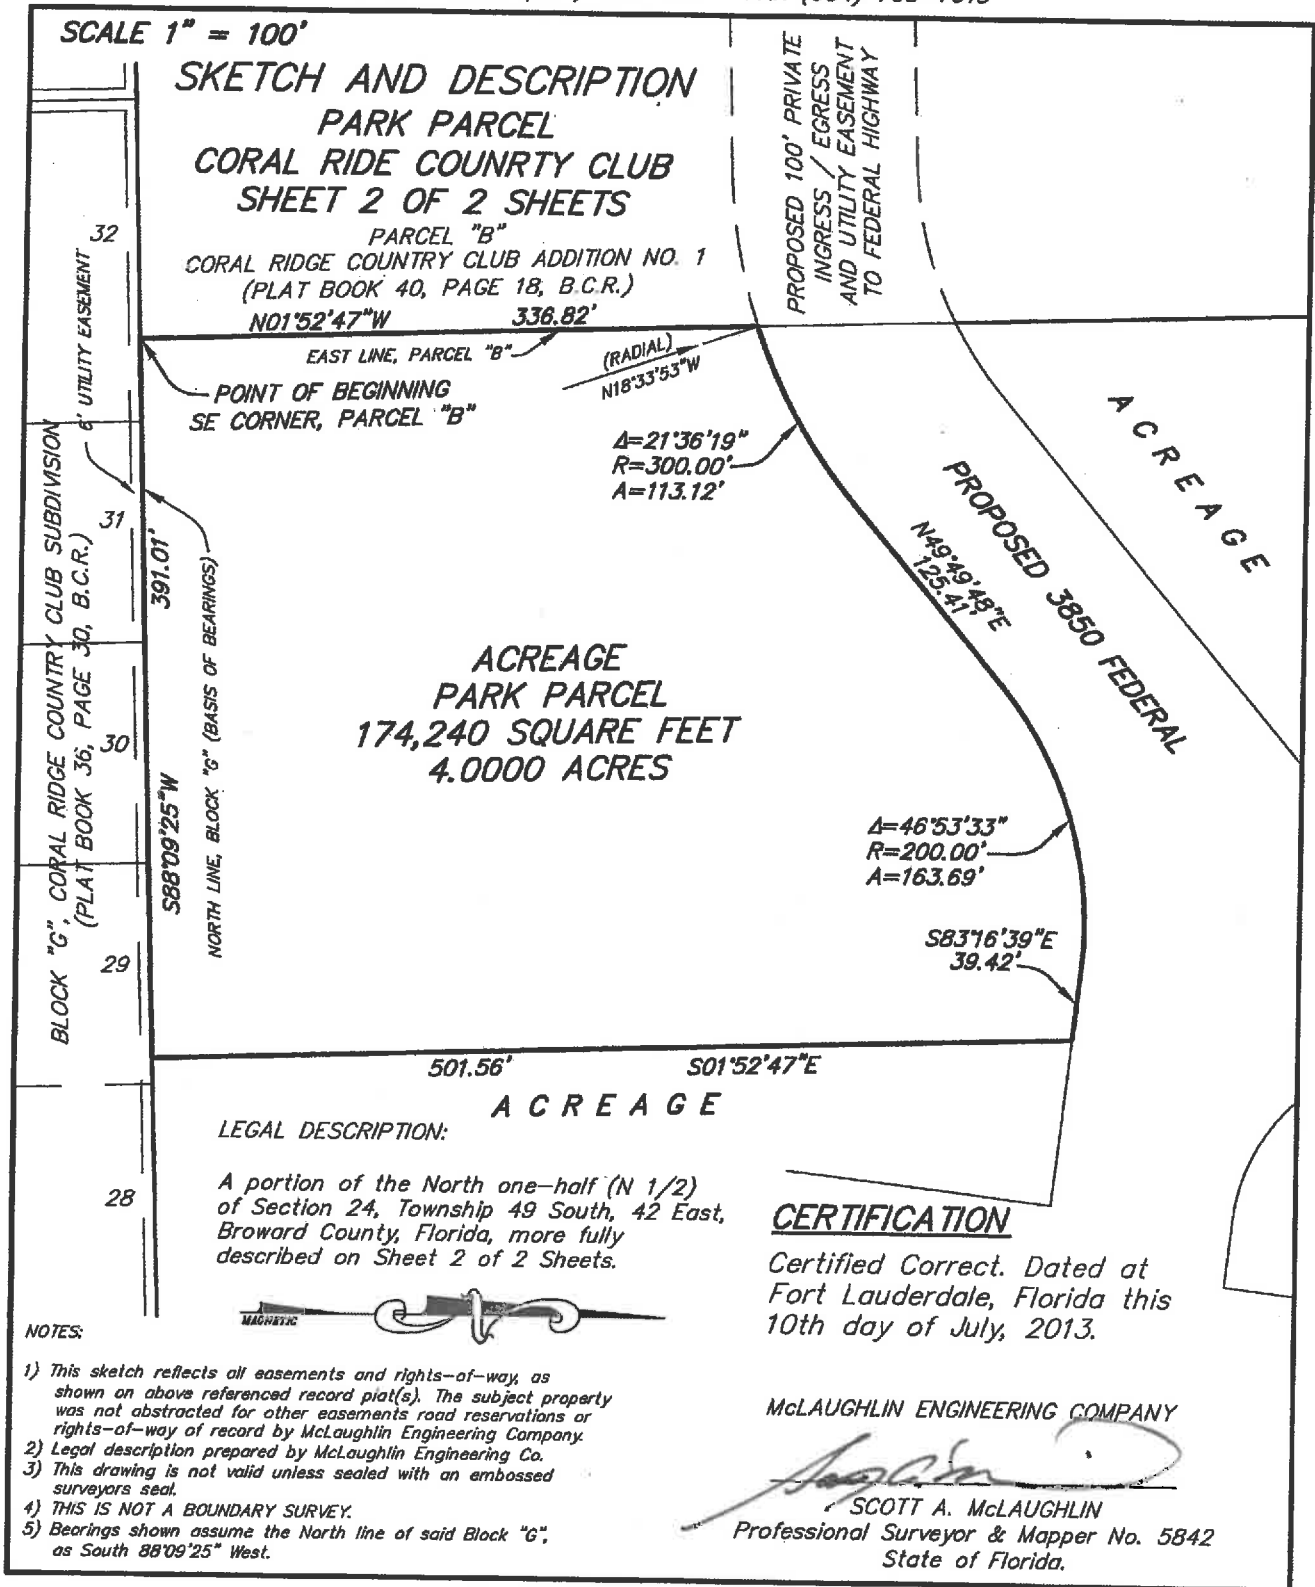 SCALE 1" = 100'
SKETCH AND DESCRIPTION
PARK PARCEL
CORAL RIDE COUNRTY CLUB
SHEET 2 OF 2 SHEETS
PARCEL "B"
CORAL RIDGE COUNTRY CLUB ADDITION NO. 1
(PLAT BOOK 40, PAGE 18, B.C.R.)
N01°52'47"W 336.82'
EAST LINE, PARCEL "B"
(RADIAL)
N18°33'53"W
POINT OF BEGINNING
SE CORNER, PARCEL "B"
PROPOSED 100' PRIVATE
INGRESS / EGRESS
AND UTILITY EASEMENT
TO FEDERAL HIGHWAY
32
6' UTILITY EASEMENT
31
30
29
28
BLOCK "G", CORAL RIDGE COUNTRY CLUB SUBDIVISION
(PLAT BOOK 36, PAGE 30, B.C.R.)
391.01'
S88°09'25"W
NORTH LINE, BLOCK "G" (BASIS OF BEARINGS)
Δ=21°36'19"
R=300.00'
A=113.12'
N49°49'48"E
125.41'
PROPOSED 3850 FEDERAL
ACREAGE
ACREAGE
PARK PARCEL
174,240 SQUARE FEET
4.0000 ACRES
Δ=46°53'33"
R=200.00'
A=163.69'
S83°16'39"E
39.42'
501.56' S01°52'47"E
ACREAGE
LEGAL DESCRIPTION:
A portion of the North one-half (N 1/2)
of Section 24, Township 49 South, 42 East,
Broward County, Florida, more fully
described on Sheet 2 of 2 Sheets.
MAGNETIC
CERTIFICATION
Certified Correct. Dated at
Fort Lauderdale, Florida this
10th day of July, 2013.
NOTES:
1) This sketch reflects all easements and rights-of-way, as
shown on above referenced record plat(s). The subject property
was not abstracted for other easements road reservations or
rights-of-way of record by McLaughlin Engineering Company.
2) Legal description prepared by McLaughlin Engineering Co.
3) This drawing is not valid unless sealed with an embossed
surveyors seal.
4) THIS IS NOT A BOUNDARY SURVEY.
5) Bearings shown assume the North line of said Block "G",
as South 88°09'25" West.
McLAUGHLIN ENGINEERING COMPANY
SCOTT A. McLAUGHLIN
Professional Surveyor & Mapper No. 5842
State of Florida.